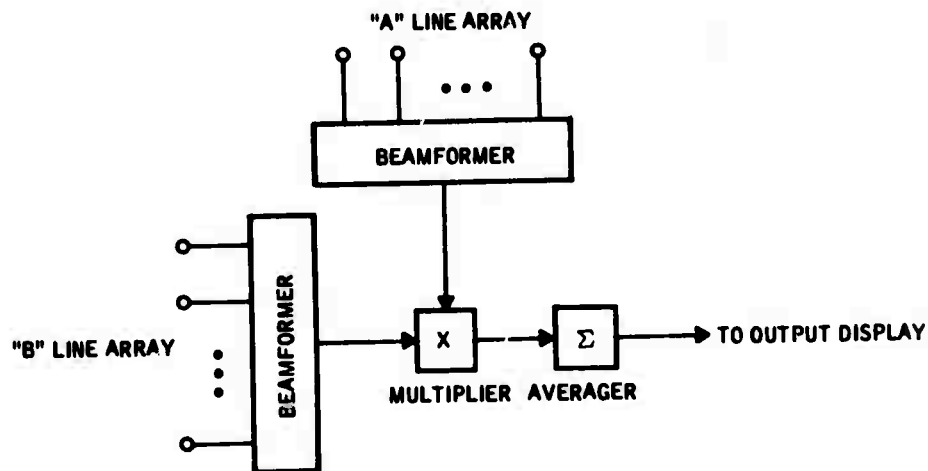 "A" LINE ARRAY
BEAMFORMER
BEAMFORMER
"B" LINE ARRAY
X
Σ
TO OUTPUT DISPLAY
MULTIPLIER AVERAGER